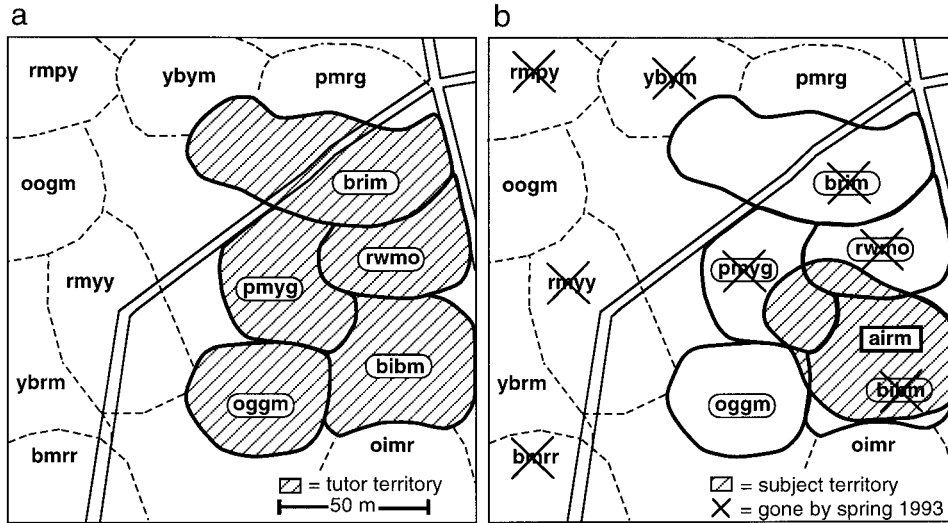 a
rmpy
ybym
pmrg
oogm
brim
rwmo
rmyy
pmyg
bibm
ybrm
oggm
oimr
bmrr
= tutor territory
50 m
b
rmpy
ybym
pmrg
oogm
brim
rwmo
rmyy
pmyg
airm
ybrm
bibm
oggm
oimr
bmrr
= subject territory
= gone by spring 1993